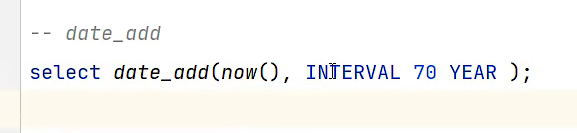 -- date_add
select date_add(now(), INTERVAL 70 YEAR );